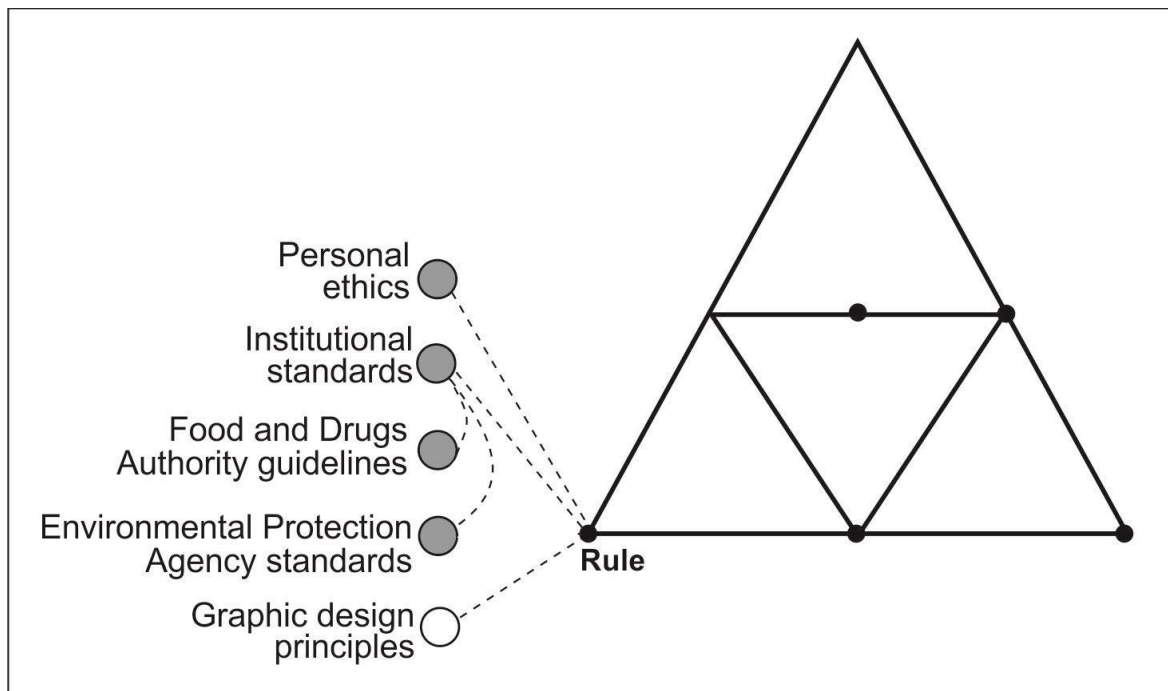 Personal
ethics
Institutional
standards
Food and Drugs
Authority guidelines
Environmental Protection
Agency standards
Rule
Graphic design
principles